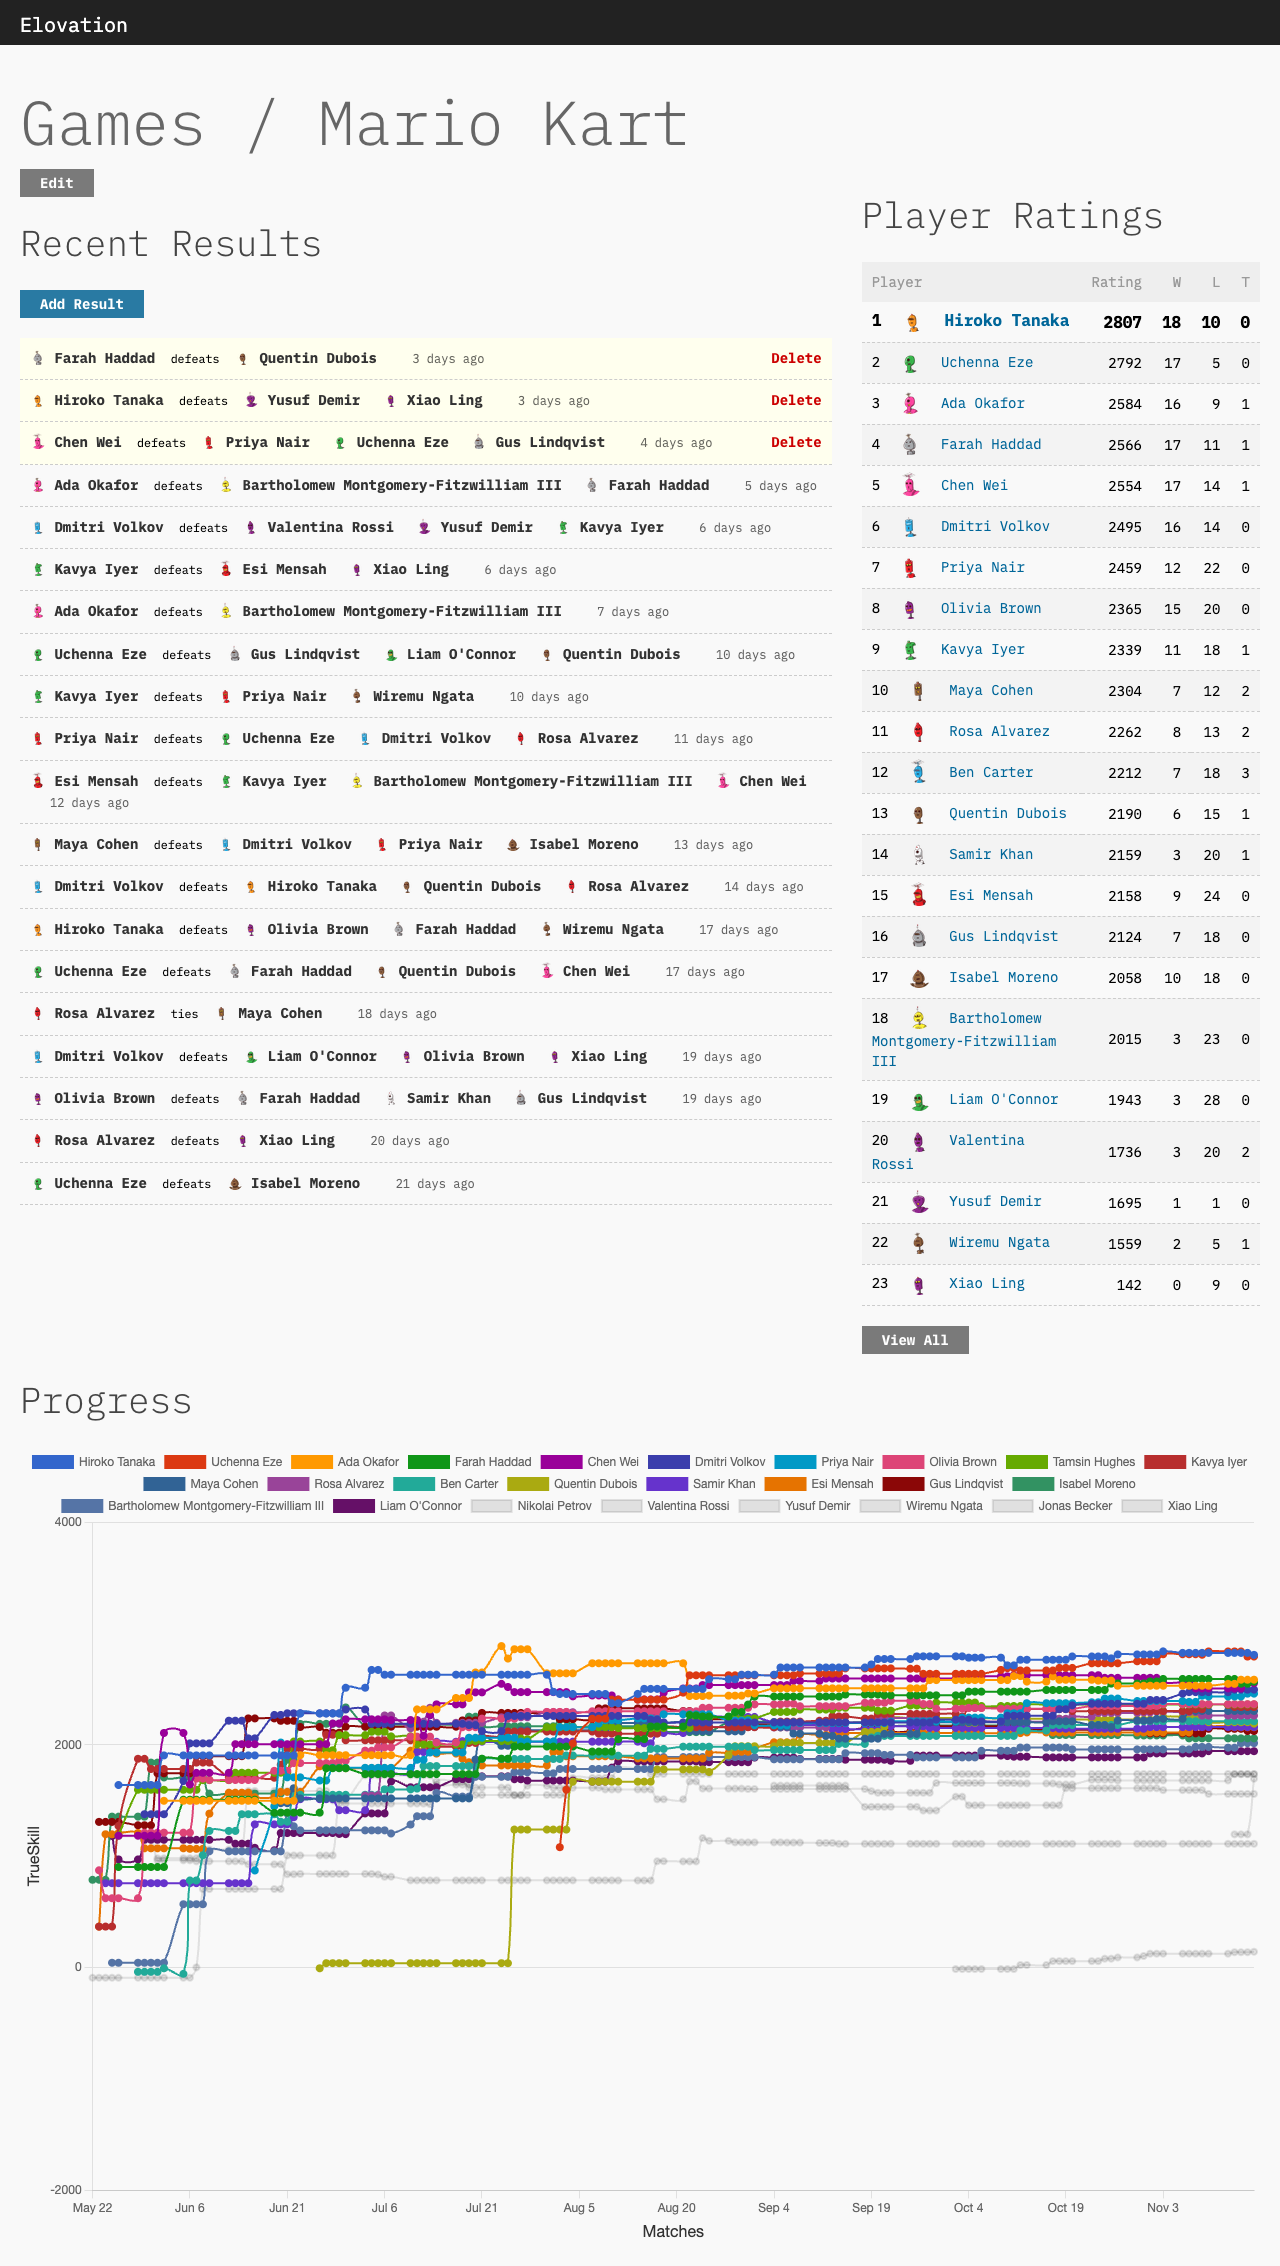 Elovation
Games / Mario Kart
Edit
Recent Results
Add Result
Farah Haddad defeats Quentin Dubois 3 days ago Delete
Hiroko Tanaka defeats Yusuf Demir Xiao Ling 3 days ago Delete
Chen Wei defeats Priya Nair Uchenna Eze Gus Lindqvist 4 days ago Delete
Ada Okafor defeats Bartholomew Montgomery-Fitzwilliam III Farah Haddad 5 days ago
Dmitri Volkov defeats Valentina Rossi Yusuf Demir Kavya Iyer 6 days ago
Kavya Iyer defeats Esi Mensah Xiao Ling 6 days ago
Ada Okafor defeats Bartholomew Montgomery-Fitzwilliam III 7 days ago
Uchenna Eze defeats Gus Lindqvist Liam O'Connor Quentin Dubois 10 days ago
Kavya Iyer defeats Priya Nair Wiremu Ngata 10 days ago
Priya Nair defeats Uchenna Eze Dmitri Volkov Rosa Alvarez 11 days ago
Esi Mensah defeats Kavya Iyer Bartholomew Montgomery-Fitzwilliam III Chen Wei
12 days ago
Maya Cohen defeats Dmitri Volkov Priya Nair Isabel Moreno 13 days ago
Dmitri Volkov defeats Hiroko Tanaka Quentin Dubois Rosa Alvarez 14 days ago
Hiroko Tanaka defeats Olivia Brown Farah Haddad Wiremu Ngata 17 days ago
Uchenna Eze defeats Farah Haddad Quentin Dubois Chen Wei 17 days ago
Rosa Alvarez ties Maya Cohen 18 days ago
Dmitri Volkov defeats Liam O'Connor Olivia Brown Xiao Ling 19 days ago
Olivia Brown defeats Farah Haddad Samir Khan Gus Lindqvist 19 days ago
Rosa Alvarez defeats Xiao Ling 20 days ago
Uchenna Eze defeats Isabel Moreno 21 days ago
Player Ratings
Player Rating W L T
1 Hiroko Tanaka 2807 18 10 0
2 Uchenna Eze 2792 17 5 0
3 Ada Okafor 2584 16 9 1
4 Farah Haddad 2566 17 11 1
5 Chen Wei 2554 17 14 1
6 Dmitri Volkov 2495 16 14 0
7 Priya Nair 2459 12 22 0
8 Olivia Brown 2365 15 20 0
9 Kavya Iyer 2339 11 18 1
10 Maya Cohen 2304 7 12 2
11 Rosa Alvarez 2262 8 13 2
12 Ben Carter 2212 7 18 3
13 Quentin Dubois 2190 6 15 1
14 Samir Khan 2159 3 20 1
15 Esi Mensah 2158 9 24 0
16 Gus Lindqvist 2124 7 18 0
17 Isabel Moreno 2058 10 18 0
18 Bartholomew
Montgomery-Fitzwilliam 2015 3 23 0
III
19 Liam O'Connor 1943 3 28 0
20 Valentina
Rossi 1736 3 20 2
21 Yusuf Demir 1695 1 1 0
22 Wiremu Ngata 1559 2 5 1
23 Xiao Ling 142 0 9 0
View All
Progress
Hiroko Tanaka Uchenna Eze Ada Okafor Farah Haddad Chen Wei Dmitri Volkov Priya Nair Olivia Brown Tamsin Hughes Kavya Iyer
Maya Cohen Rosa Alvarez Ben Carter Quentin Dubois Samir Khan Esi Mensah Gus Lindqvist Isabel Moreno
Bartholomew Montgomery-Fitzwilliam III Liam O'Connor Nikolai Petrov Valentina Rossi Yusuf Demir Wiremu Ngata Jonas Becker Xiao Ling
4000
2000
0
-2000
TrueSkill
May 22 Jun 6 Jun 21 Jul 6 Jul 21 Aug 5 Aug 20 Sep 4 Sep 19 Oct 4 Oct 19 Nov 3
Matches